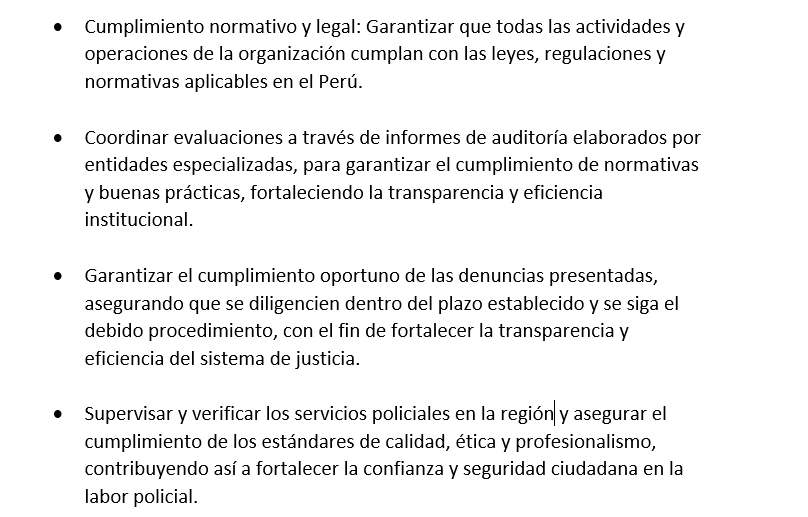 • Cumplimiento normativo y legal: Garantizar que todas las actividades y
operaciones de la organización cumplan con las leyes, regulaciones y
normativas aplicables en el Perú.
• Coordinar evaluaciones a través de informes de auditoría elaborados por
entidades especializadas, para garantizar el cumplimiento de normativas
y buenas prácticas, fortaleciendo la transparencia y eficiencia
institucional.
• Garantizar el cumplimiento oportuno de las denuncias presentadas,
asegurando que se diligencien dentro del plazo establecido y se siga el
debido procedimiento, con el fin de fortalecer la transparencia y
eficiencia del sistema de justicia.
• Supervisar y verificar los servicios policiales en la región y asegurar el
cumplimiento de los estándares de calidad, ética y profesionalismo,
contribuyendo así a fortalecer la confianza y seguridad ciudadana en la
labor policial.